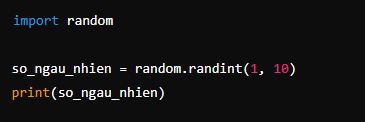 import random
so_ngau_nhien = random.randint(1, 10)
print(so_ngau_nhien)